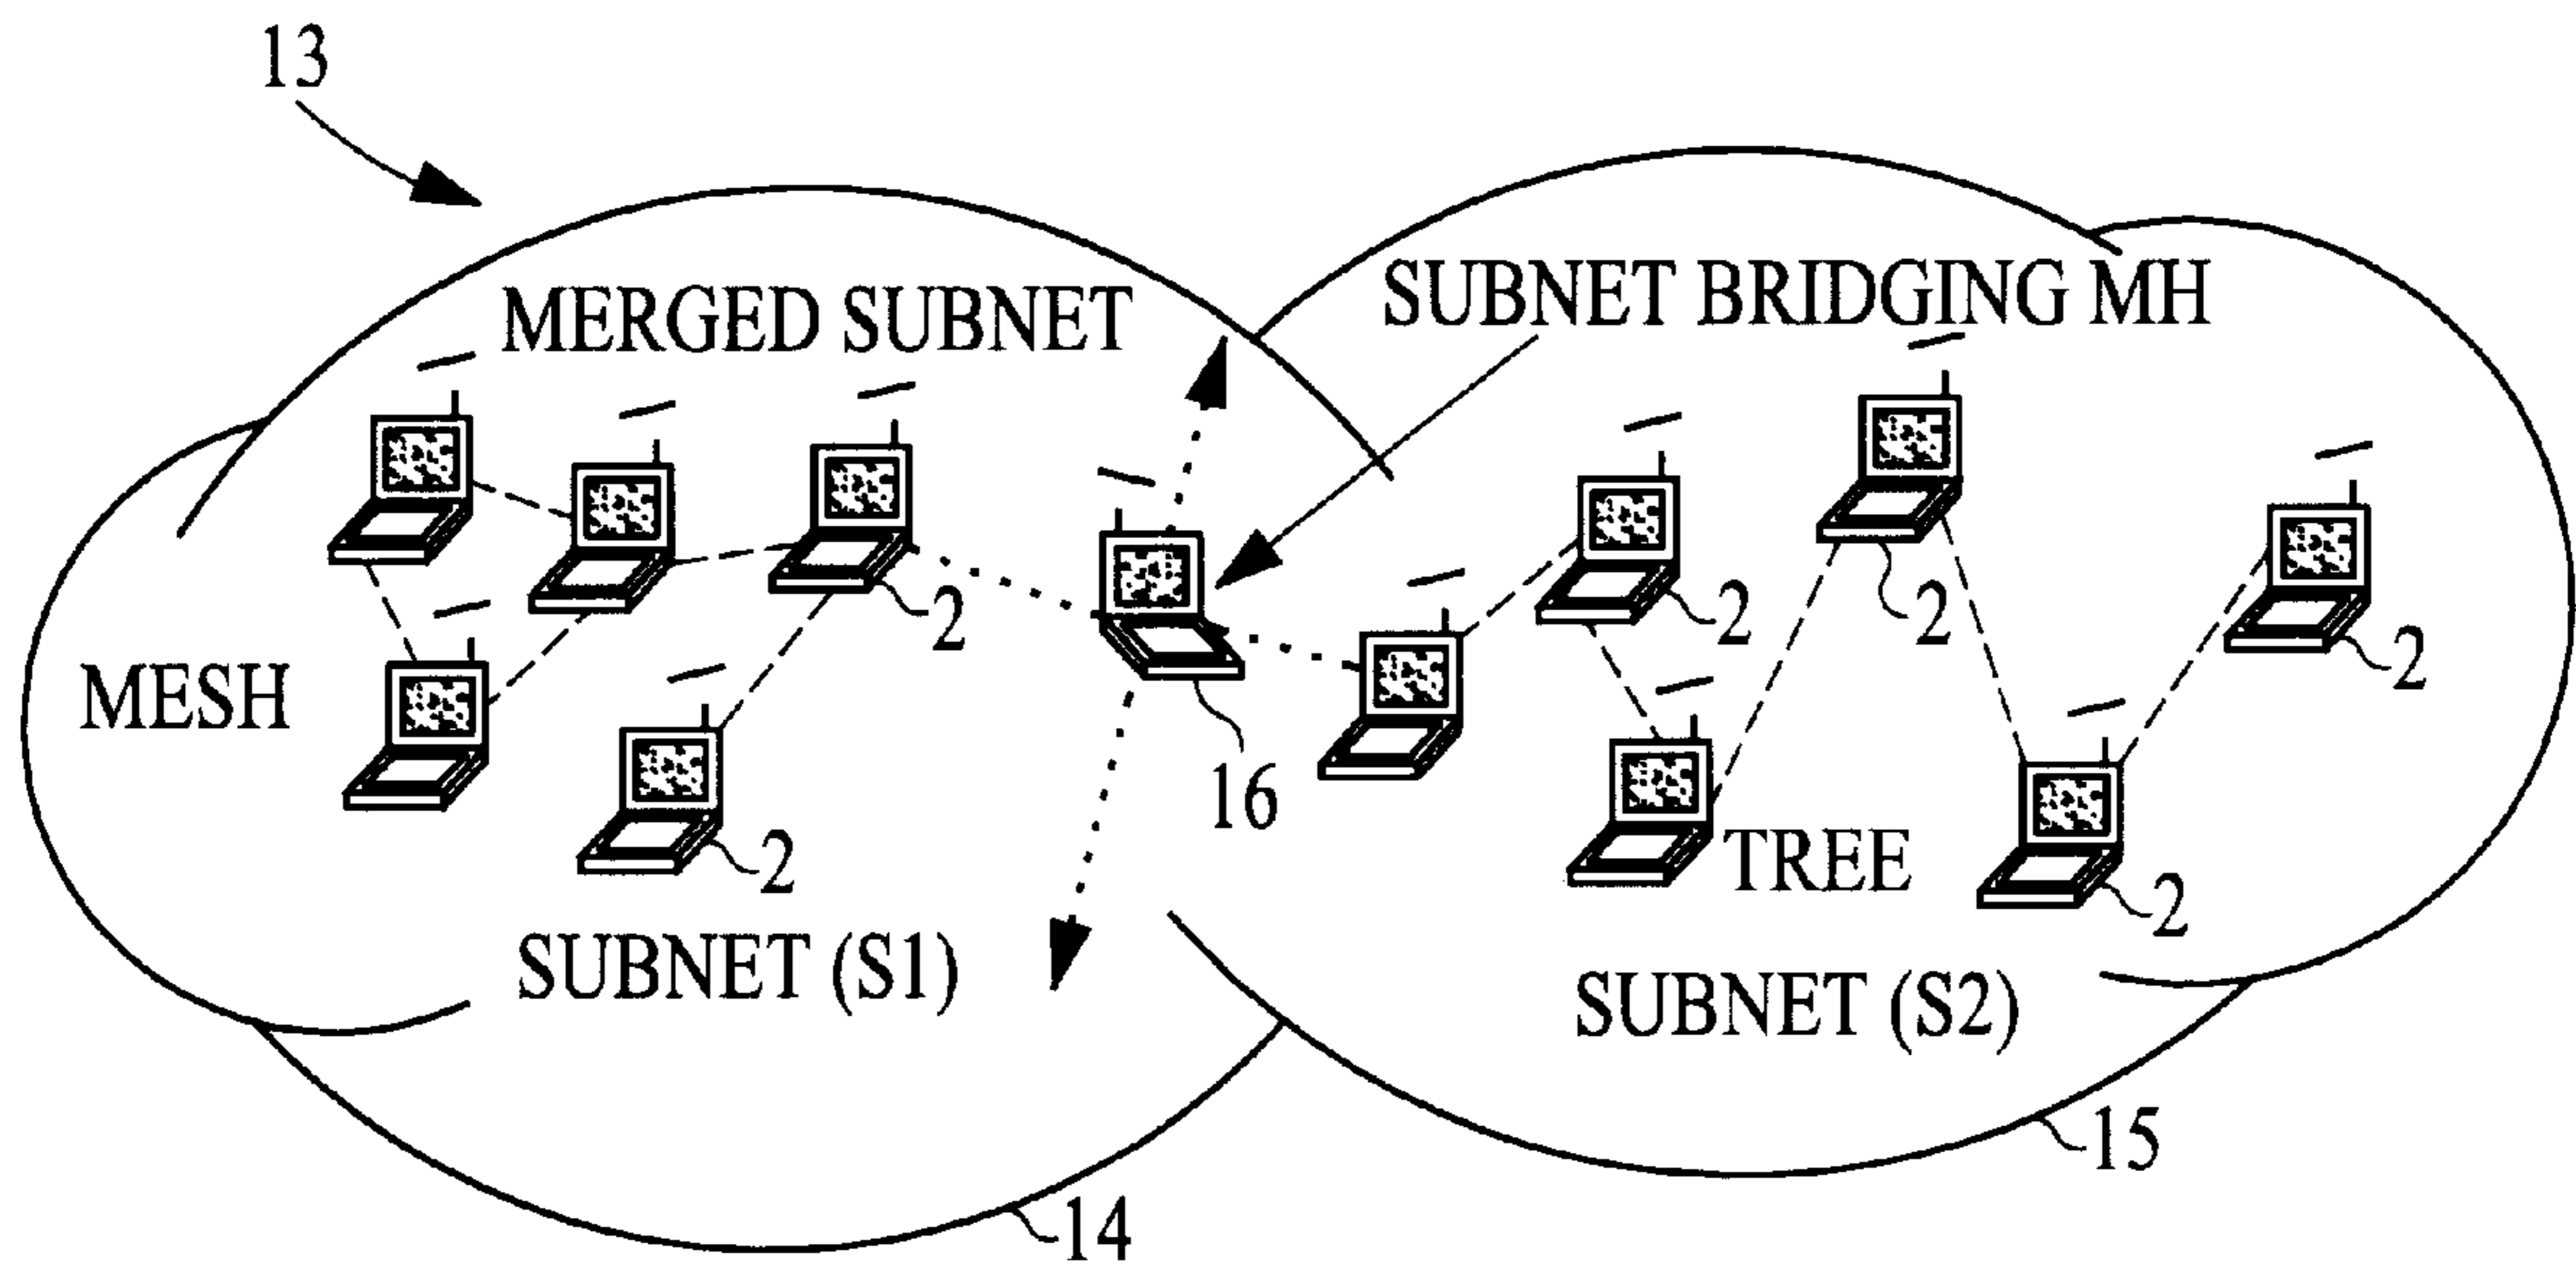 13
MERGED SUBNET
SUBNET BRIDGING MH
2
2
2
2
MESH
16
2
TREE
2
SUBNET (S1)
SUBNET (S2)
15
14